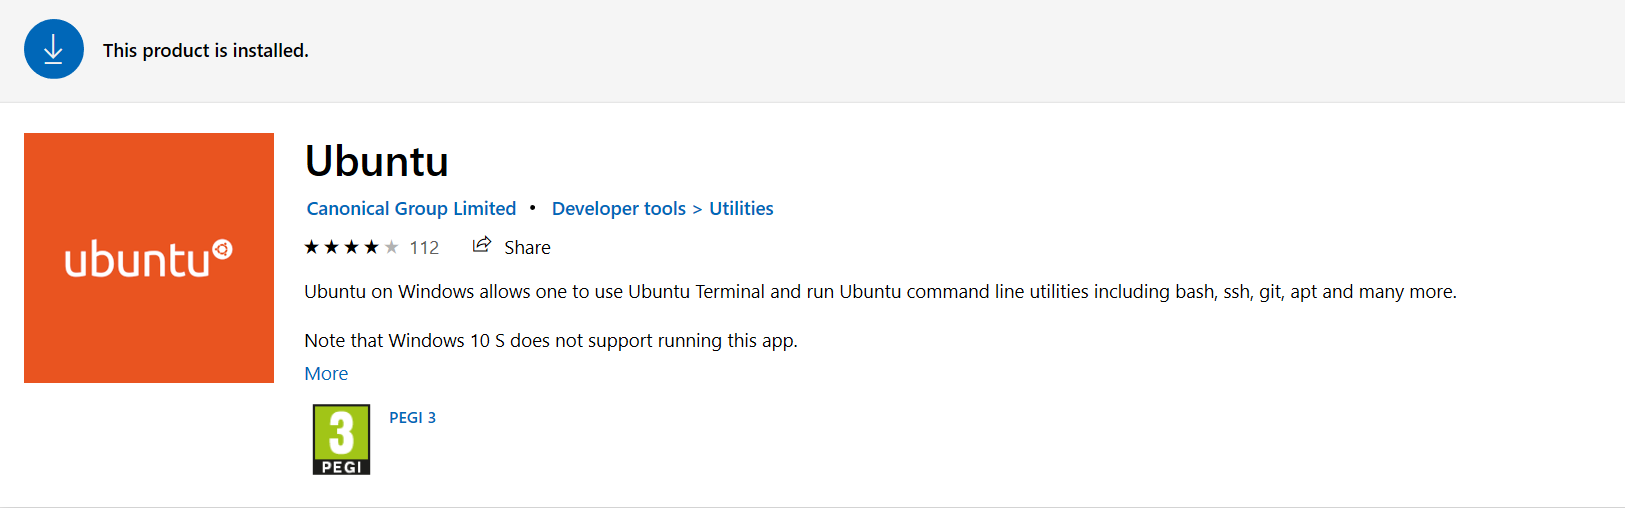 This product is installed.
Ubuntu
Canonical Group Limited • Developer tools > Utilities
112 Share
ubuntu
Ubuntu on Windows allows one to use Ubuntu Terminal and run Ubuntu command line utilities including bash, ssh, git, apt and many more.
Note that Windows 10 S does not support running this app.
More
3
PEGI
PEGI 3